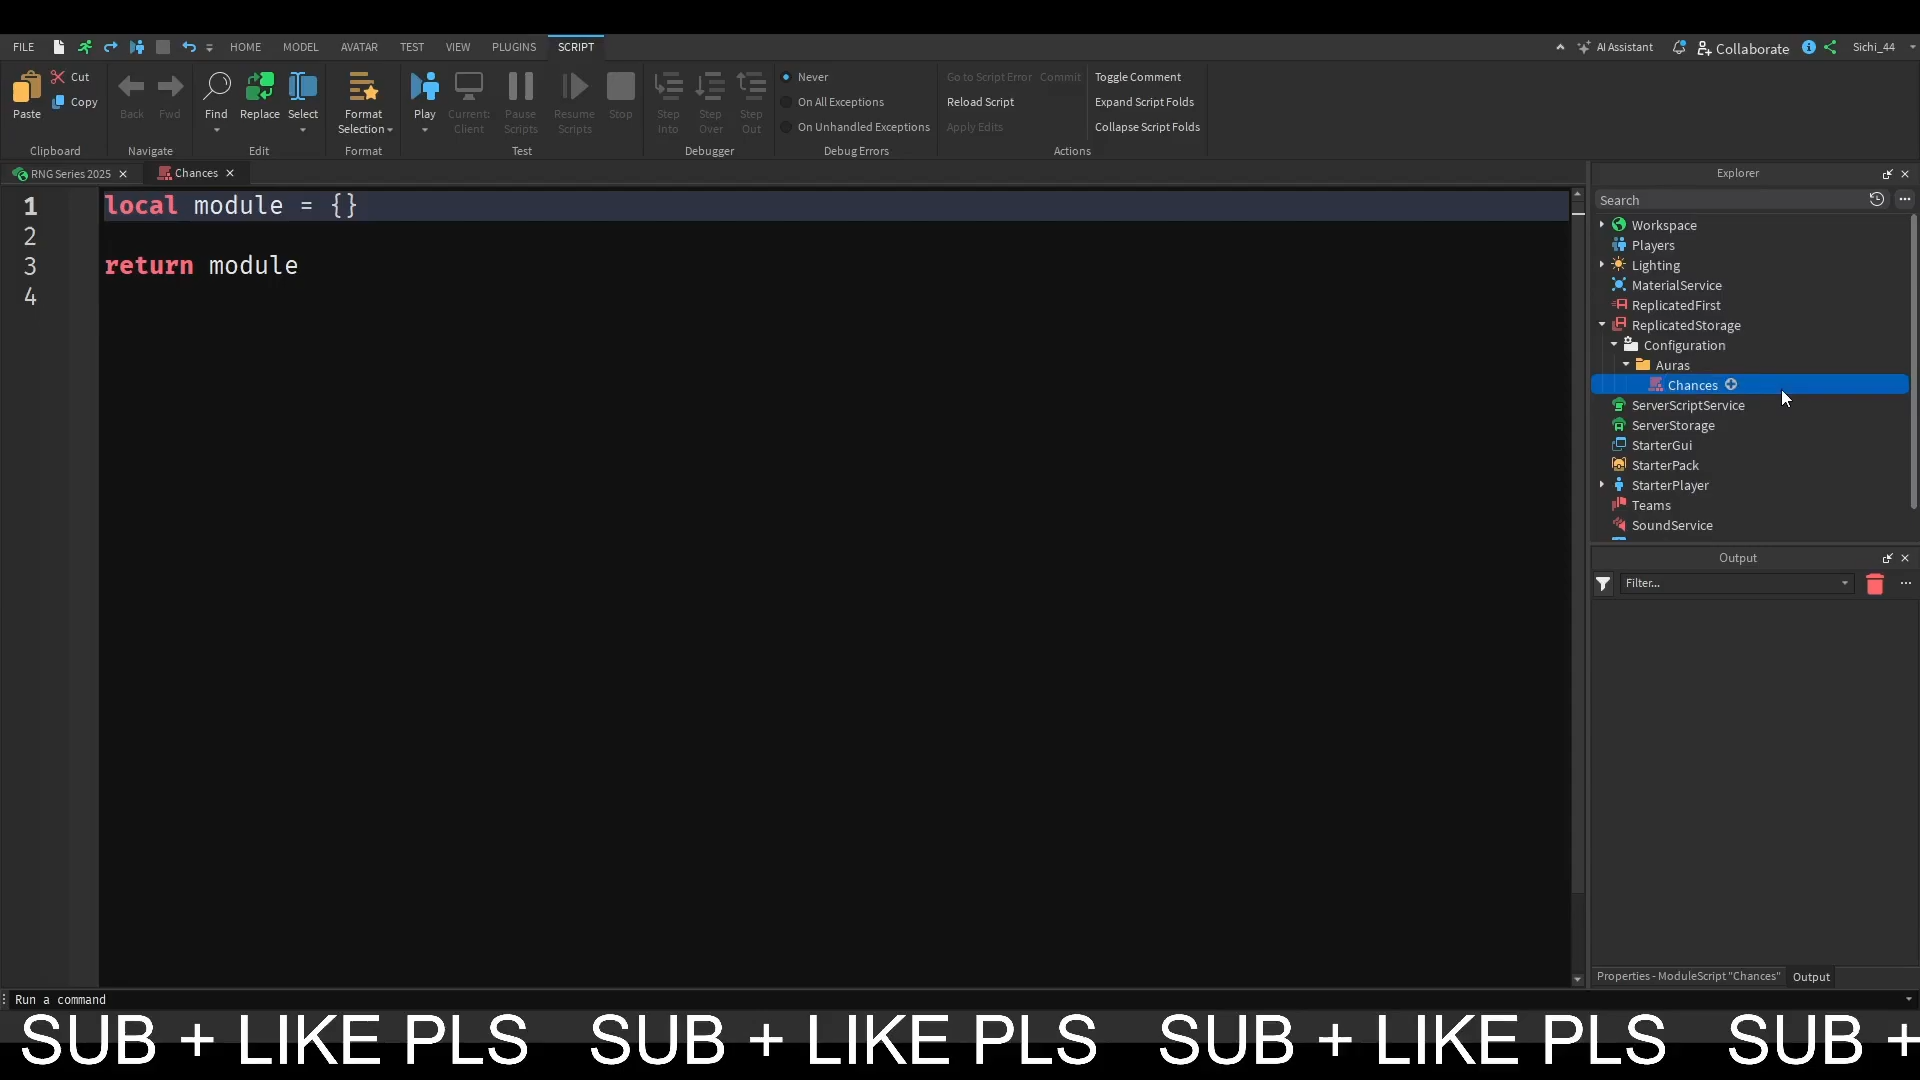 FILE HOME MODEL AVATAR TEST VIEW PLUGINS SCRIPT AI Assistant Collaborate Sichi_44
Paste Cut Copy Clipboard
Back Fwd Navigate
Find Replace Select Edit
Format Selection Format
Play Current: Client Pause Scripts Resume Scripts Stop Test
Step Into Step Over Step Out Debugger
Never
On All Exceptions
On Unhandled Exceptions
Debug Errors
Go to Script Error Commit Toggle Comment
Reload Script Expand Script Folds
Apply Edits Collapse Script Folds
Actions
RNG Series 2025 Chances
1 local module = {}
2
3 return module
4
Explorer
Search
Workspace
Players
Lighting
MaterialService
ReplicatedFirst
ReplicatedStorage
Configuration
Auras
Chances
ServerScriptService
ServerStorage
StarterGui
StarterPack
StarterPlayer
Teams
SoundService
Output
Filter...
Properties - ModuleScript "Chances" Output
Run a command
SUB + LIKE PLS SUB + LIKE PLS SUB + LIKE PLS SUB +